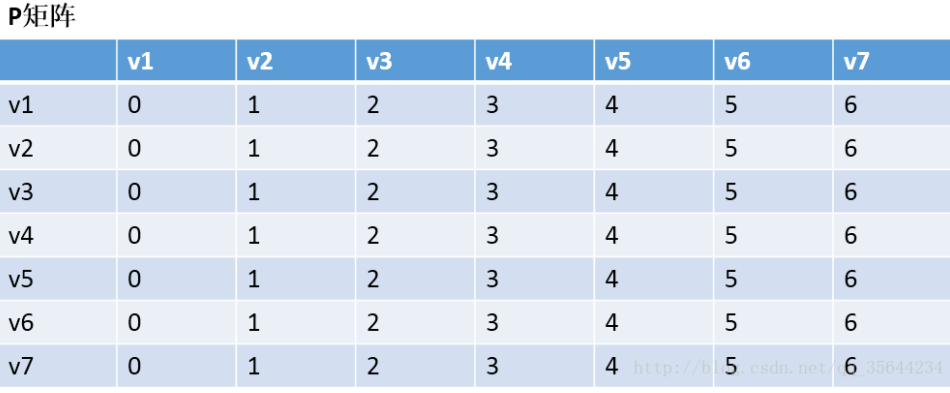 P矩阵
v1 v2 v3 v4 v5 v6 v7
v1 0 1 2 3 4 5 6
v2 0 1 2 3 4 5 6
v3 0 1 2 3 4 5 6
v4 0 1 2 3 4 5 6
v5 0 1 2 3 4 5 6
v6 0 1 2 3 4 5 6
v7 0 1 2 3 4 5 6
http://blog.csdn.net/qq_35644234